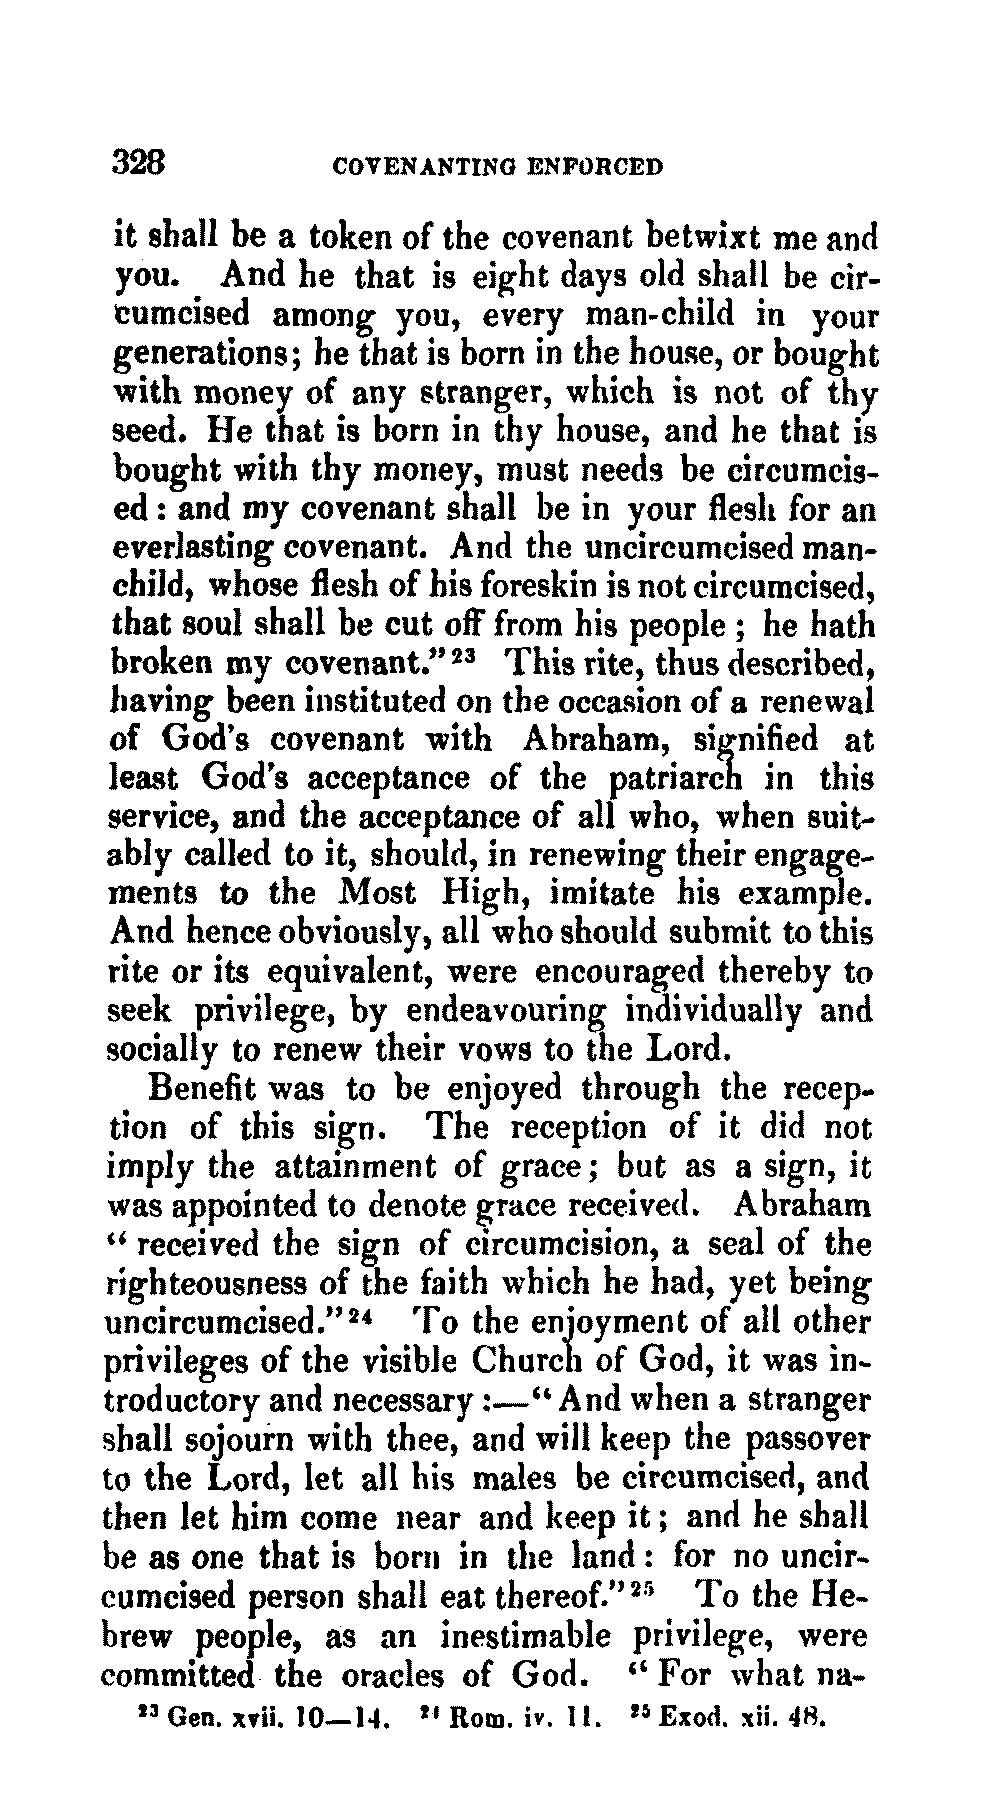 328 COVENANTING ENFORCED
it shall be a token of the covenant betwixt me and
you. And he that is eight days old shall be cir-
cumcised among you, every man-child in your
generations; he that is born in the house, or bought
with money of any stranger, which is not of thy
seed. He that is born in thy house, and he that is
bought with thy money, must needs be circumcis-
ed : and my covenant shall be in your flesh for an
everlasting covenant. And the uncircumcised man-
child, whose flesh of his foreskin is not circumcised,
that soul shall be cut off from his people ; he hath
broken my covenant.”²³ This rite, thus described,
having been instituted on the occasion of a renewal
of God's covenant with Abraham, signified at
least God's acceptance of the patriarch in this
service, and the acceptance of all who, when suit-
ably called to it, should, in renewing their engage-
ments to the Most High, imitate his example.
And hence obviously, all who should submit to this
rite or its equivalent, were encouraged thereby to
seek privilege, by endeavouring individually and
socially to renew their vows to the Lord.
Benefit was to be enjoyed through the recep-
tion of this sign. The reception of it did not
imply the attainment of grace; but as a sign, it
was appointed to denote grace received. Abraham
“ received the sign of circumcision, a seal of the
righteousness of the faith which he had, yet being
uncircumcised.”²⁴ To the enjoyment of all other
privileges of the visible Church of God, it was in-
troductory and necessary :—“ And when a stranger
shall sojourn with thee, and will keep the passover
to the Lord, let all his males be circumcised, and
then let him come near and keep it ; and he shall
be as one that is born in the land : for no uncir-
cumcised person shall eat thereof.”²⁵ To the He-
brew people, as an inestimable privilege, were
committed the oracles of God. “ For what na-
²³ Gen. xvii. 10—14. ²⁴ Rom. iv. 11. ²⁵ Exod. xii. 48.